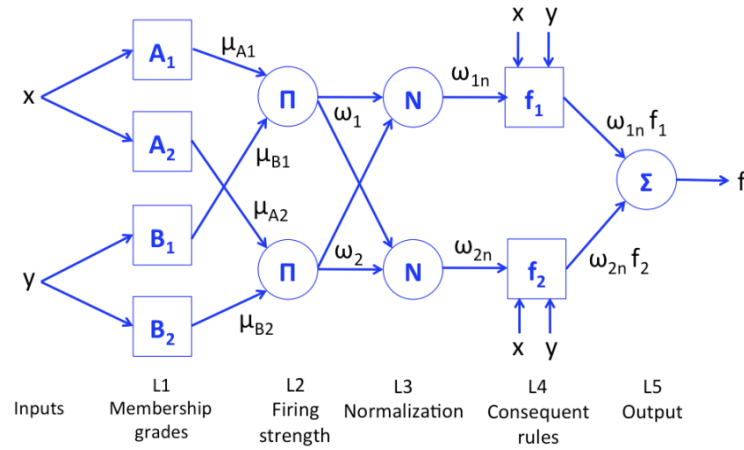 x y x y
A₁ μA1 Π ω₁ N ω1n f₁ ω1n f₁
x
A₂ μB1
Σ f
B₁ μA2
y
B₂ μB2 Π ω₂ N ω2n f₂ ω2n f₂
x y x y
Inputs
L1
Membership
grades
L2
Firing
strength
L3
Normalization
L4
Consequent
rules
L5
Output